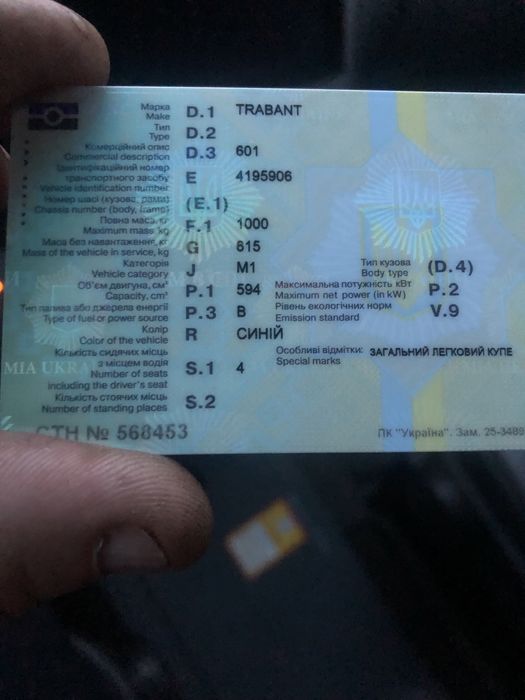 Марка
Make D.1 TRABANT
Тип
Type D.2
Комерційний опис
Commercial description D.3 601
Ідентифікаційний номер
транспортного засобу E 4195906
Vehicle identification number
Номер шасі (кузова, рами)
Chassis number (body, frame) (E.1)
Повна маса, кг
Maximum mass, kg F.1 1000
Маса без навантаження, кг
Mass of the vehicle in service, kg G 615
Категорія
Vehicle category J M1
Тип кузова
Body type (D.4)
Об'єм двигуна, см³
Capacity, cm³ P.1 594
Максимальна потужність кВт
Maximum net power (in kW) P.2
Тип палива або джерела енергії
Type of fuel or power source P.3 B
Рівень екологічних норм
Emission standard V.9
Колір
Color of the vehicle R СИНІЙ
Кількість сидячих місць
з місцем водія
Number of seats S.1 4
including the driver's seat
Особливі відмітки: ЗАГАЛЬНИЙ ЛЕГКОВИЙ КУПЕ
Special marks
Кількість стоячих місць
Number of standing places S.2
MIA UKRA
СТН № 568453
ПК "Україна". Зам. 25-3489